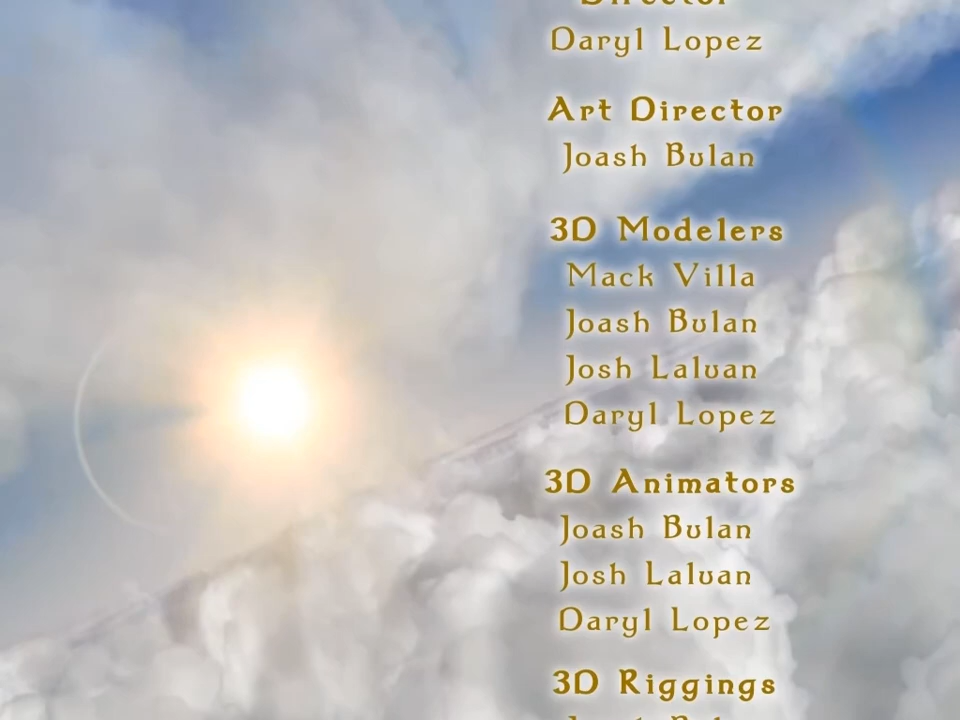 Director
Daryl Lopez
Art Director
Joash Bulan
3D Modelers
Mack Villa
Joash Bulan
Josh Laluan
Daryl Lopez
3D Animators
Joash Bulan
Josh Laluan
Daryl Lopez
3D Riggings